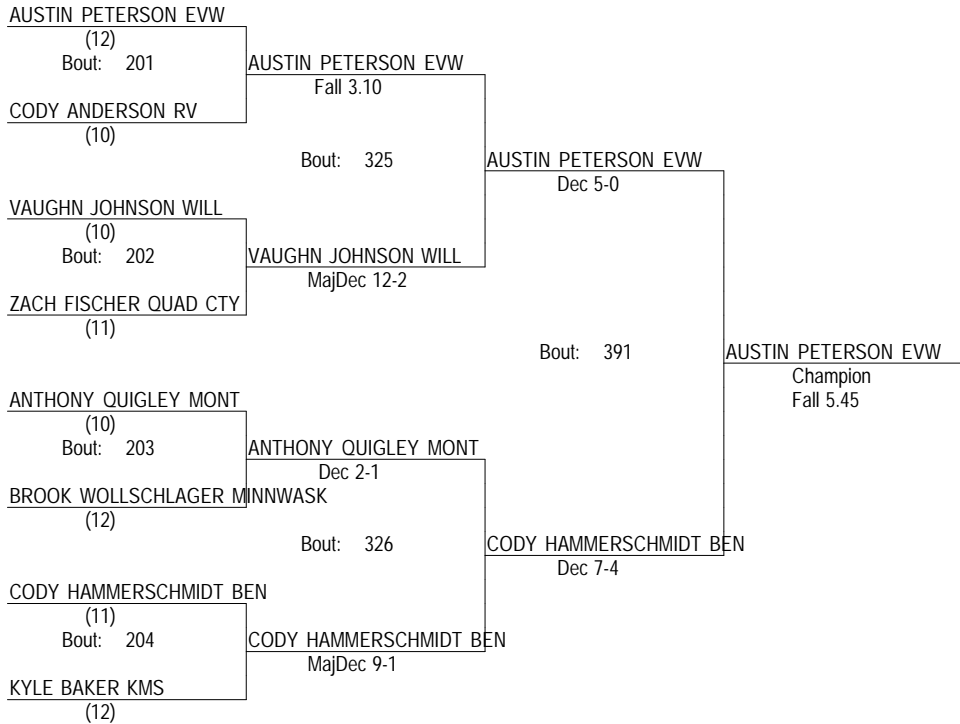 AUSTIN PETERSON EVW
(12)
Bout: 201
AUSTIN PETERSON EVW
Fall 3.10
CODY ANDERSON RV
(10)
Bout: 325
AUSTIN PETERSON EVW
Dec 5-0
VAUGHN JOHNSON WILL
(10)
Bout: 202
VAUGHN JOHNSON WILL
MajDec 12-2
ZACH FISCHER QUAD CTY
(11)
Bout: 391
AUSTIN PETERSON EVW
Champion
Fall 5.45
ANTHONY QUIGLEY MONT
(10)
Bout: 203
ANTHONY QUIGLEY MONT
Dec 2-1
BROOK WOLLSCHLAGER MINNWASK
(12)
Bout: 326
CODY HAMMERSCHMIDT BEN
Dec 7-4
CODY HAMMERSCHMIDT BEN
(11)
Bout: 204
CODY HAMMERSCHMIDT BEN
MajDec 9-1
KYLE BAKER KMS
(12)